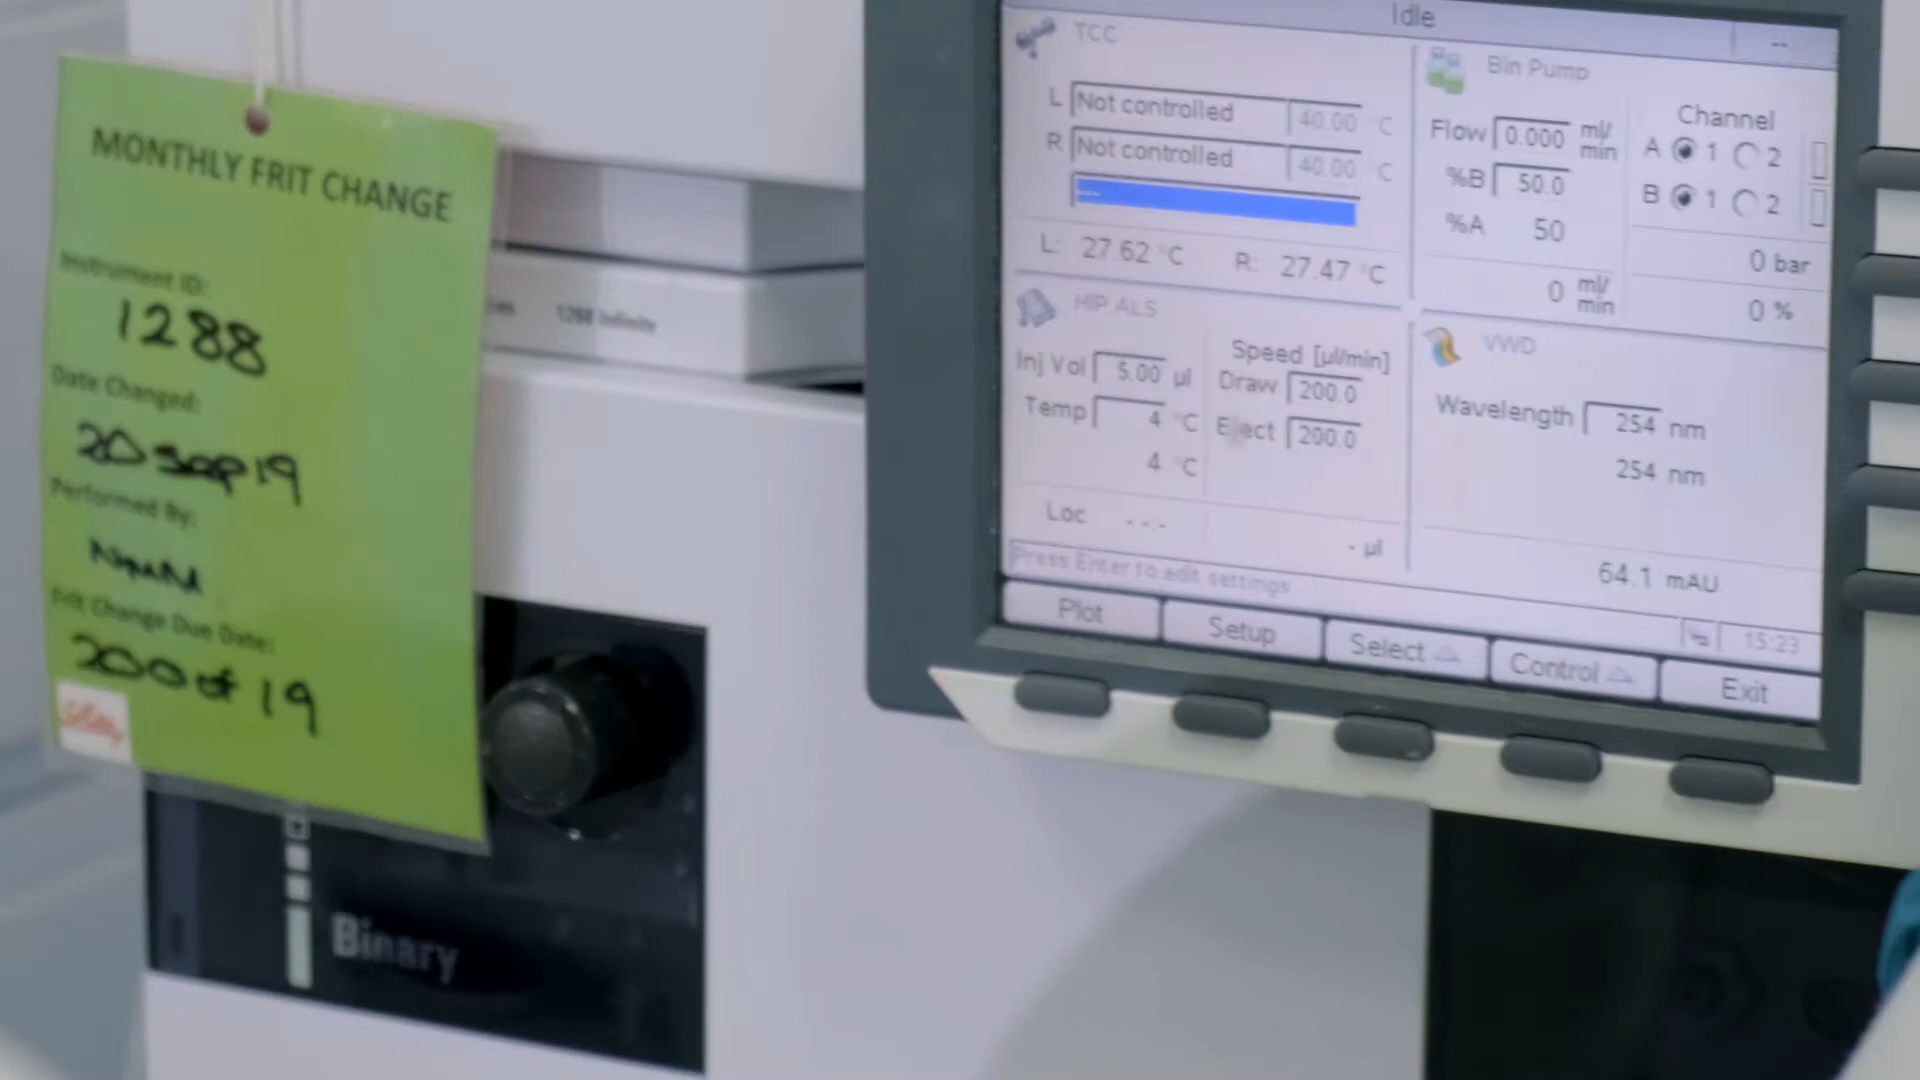 MONTHLY FRIT CHANGE
Instrument ID:
1288
Date Changed:
20 Sep 19
Performed By:
Frit Change Due Date:
20 Oct 19
Lilly
1260 Infinity
Binary
Idle
--
TCC
L Not controlled 40.00 °C
R Not controlled 40.00 °C
---
L: 27.62 °C R: 27.47 °C
Bin Pump
Flow 0.000 ml/min
%B 50.0
%A 50
0 ml/min
Channel
A 1 2
B 1 2
0 bar
0 %
HIP ALS
Inj Vol 5.00 µl
Temp 4 °C
4 °C
Speed [µl/min]
Draw 200.0
Eject 200.0
Loc --:-
- µl
VWD
Wavelength 254 nm
254 nm
64.1 mAU
Press Enter to edit settings
15:23
Plot Setup Select Control Exit